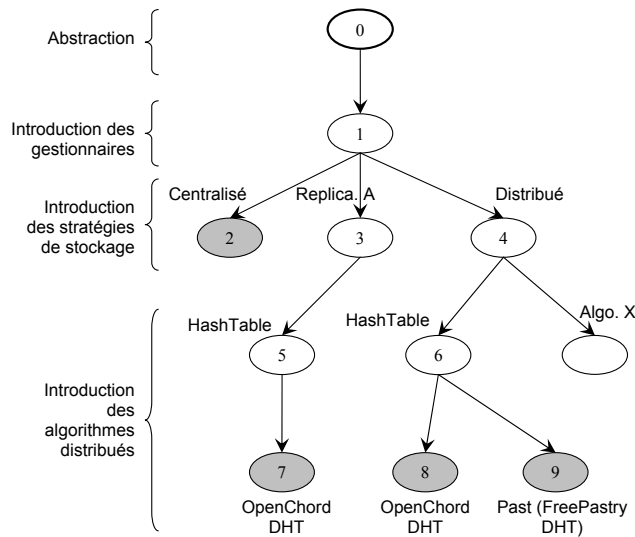 Abstraction
0
Introduction des
gestionnaires
1
Centralisé
Replica. A
Distribué
Introduction
des stratégies
de stockage
2
3
4
HashTable
HashTable
Algo. X
5
6
Introduction
des
algorithmes
distribués
7
8
9
OpenChord
DHT
OpenChord
DHT
Past (FreePastry
DHT)